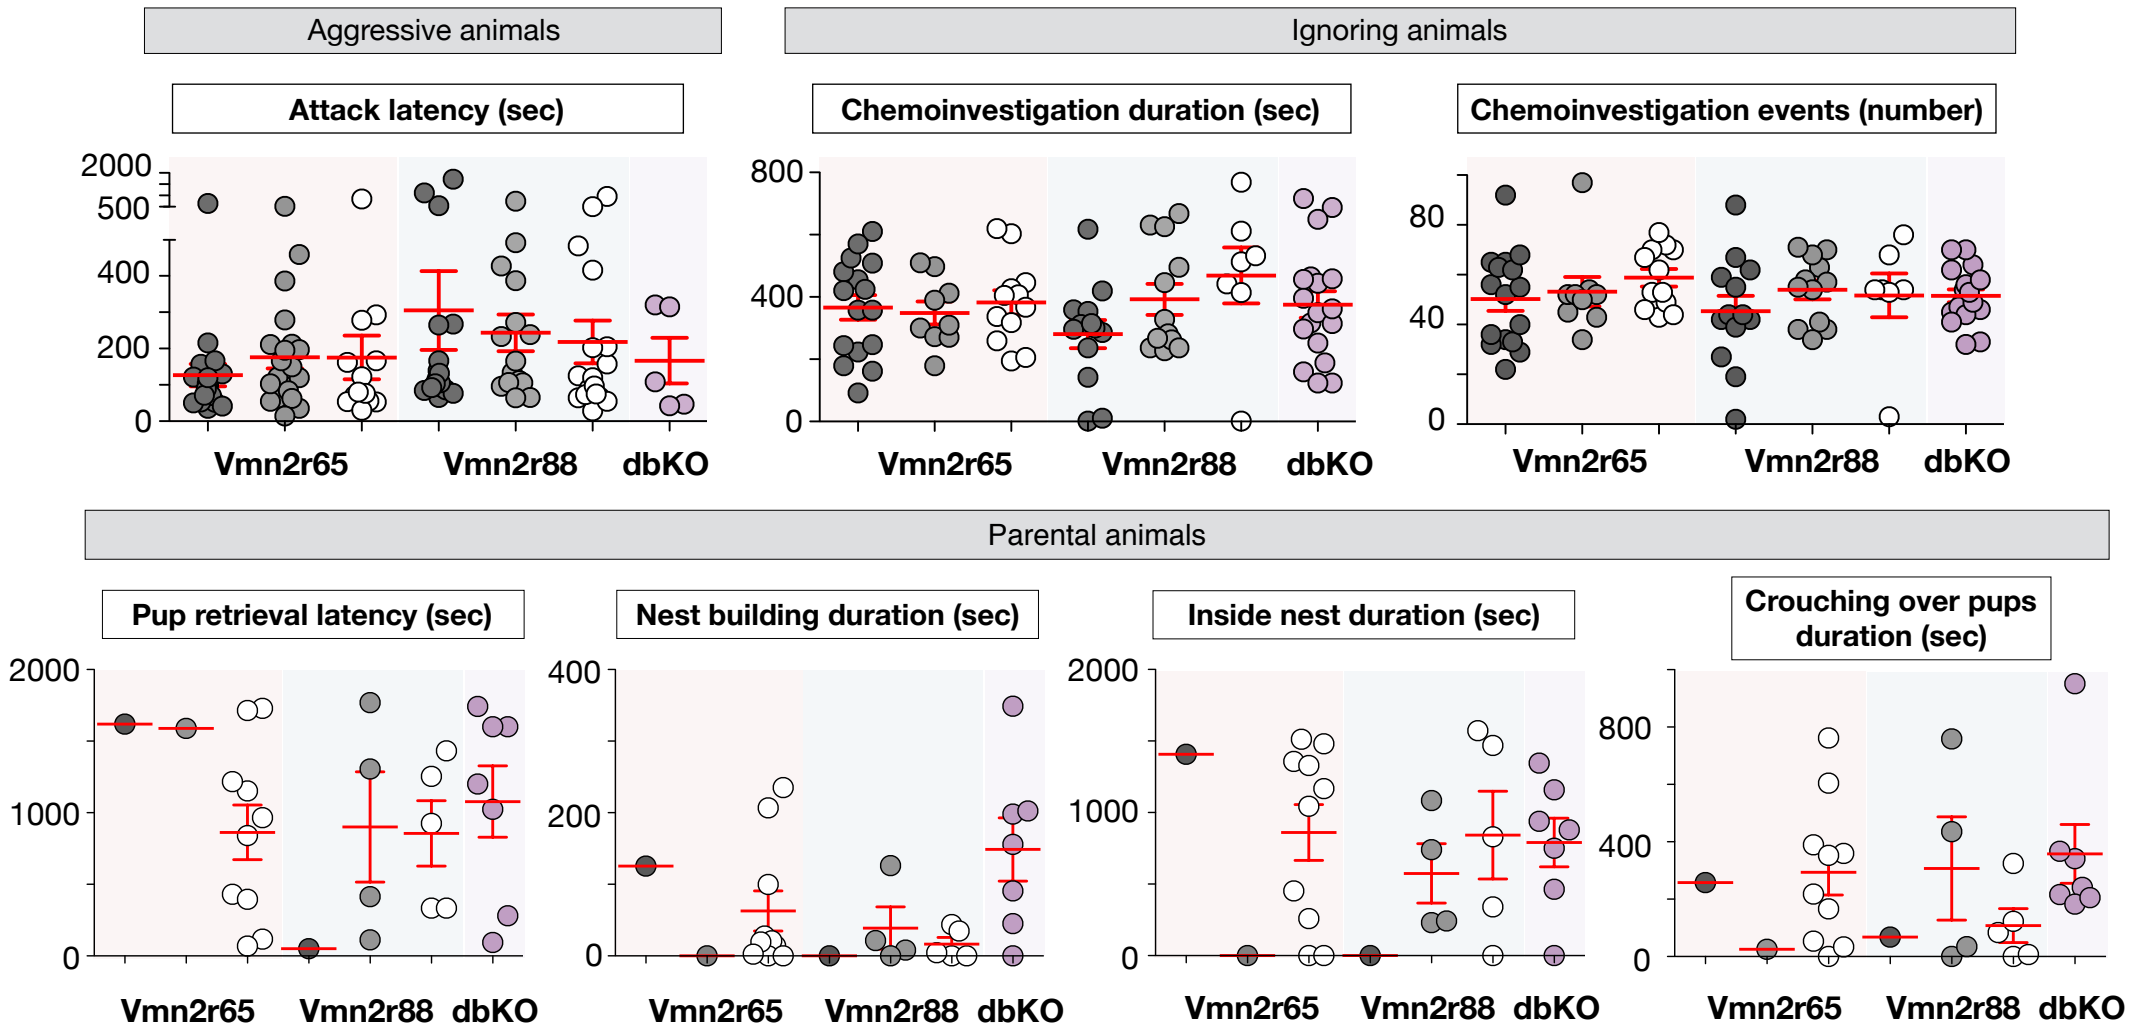 Aggressive animals
Ignoring animals
Attack latency (sec)
Chemoinvestigation duration (sec)
Chemoinvestigation events (number)
2000
500
400
200
0
800
400
0
80
40
0
Vmn2r65
Vmn2r88
dbKO
Vmn2r65
Vmn2r88
dbKO
Vmn2r65
Vmn2r88
dbKO
Parental animals
Pup retrieval latency (sec)
Nest building duration (sec)
Inside nest duration (sec)
Crouching over pups
duration (sec)
2000
1000
0
400
200
0
2000
1000
0
800
400
0
Vmn2r65
Vmn2r88
dbKO
Vmn2r65
Vmn2r88
dbKO
Vmn2r65
Vmn2r88
dbKO
Vmn2r65
Vmn2r88
dbKO